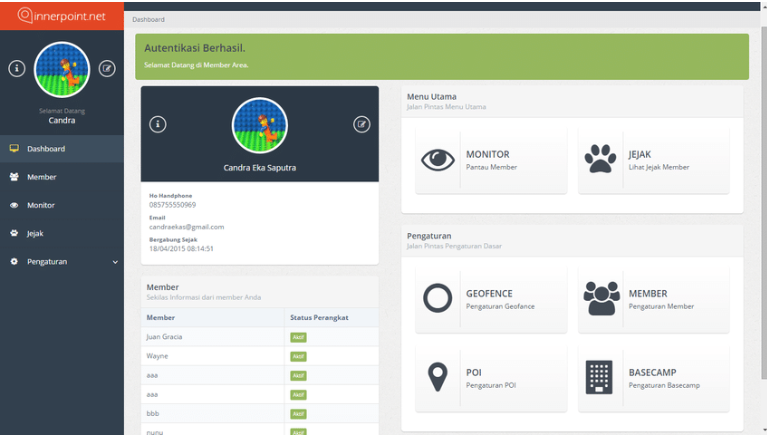 innerpoint.net
Selamat Datang
Candra
Dashboard
Member
Monitor
Jejak
Pengaturan
Dashboard
Autentikasi Berhasil.
Selamat Datang di Member Area.
Candra Eka Saputra
No Handphone
085755550969
Email
candraekas@gmail.com
Bergabung Sejak
18/04/2015 08:14:51
Member
Sekilas Informasi dari member Anda
Member Status Perangkat
Juan Gracia Aktif
Wayne Aktif
aaa Aktif
aaa Aktif
bbb Aktif
nunu Aktif
Menu Utama
Jalan Pintas Menu Utama
MONITOR
Pantau Member
JEJAK
Lihat Jejak Member
Pengaturan
Jalan Pintas Pengaturan Dasar
GEOFENCE
Pengaturan Geofance
MEMBER
Pengaturan Member
POI
Pengaturan POI
BASECAMP
Pengaturan Basecamp